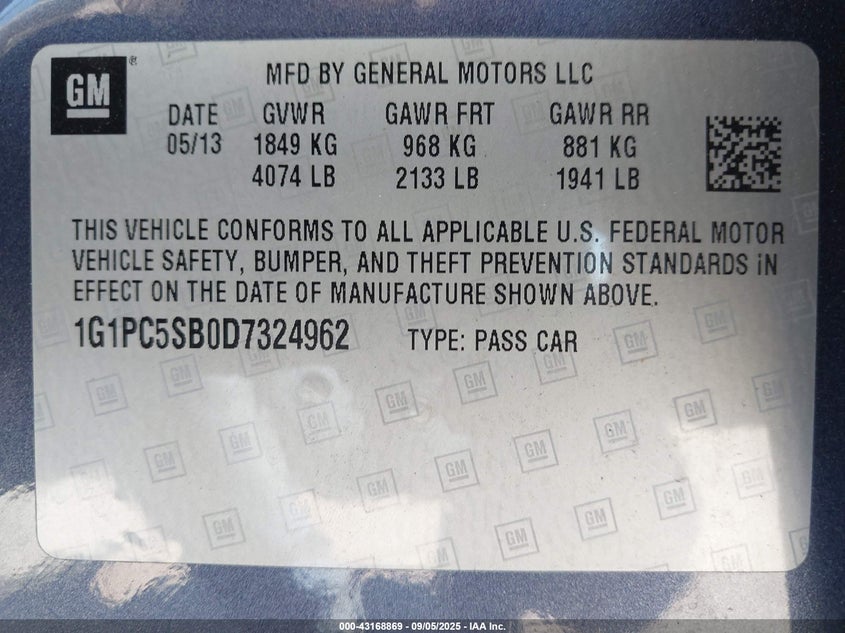 GM®
MFD BY GENERAL MOTORS LLC
DATE GVWR GAWR FRT GAWR RR
05/13 1849 KG 968 KG 881 KG
4074 LB 2133 LB 1941 LB
THIS VEHICLE CONFORMS TO ALL APPLICABLE U.S. FEDERAL MOTOR
VEHICLE SAFETY, BUMPER, AND THEFT PREVENTION STANDARDS IN
EFFECT ON THE DATE OF MANUFACTURE SHOWN ABOVE.
1G1PC5SB0D7324962 TYPE: PASS CAR
000-43168869 - 09/05/2025 - IAA Inc.